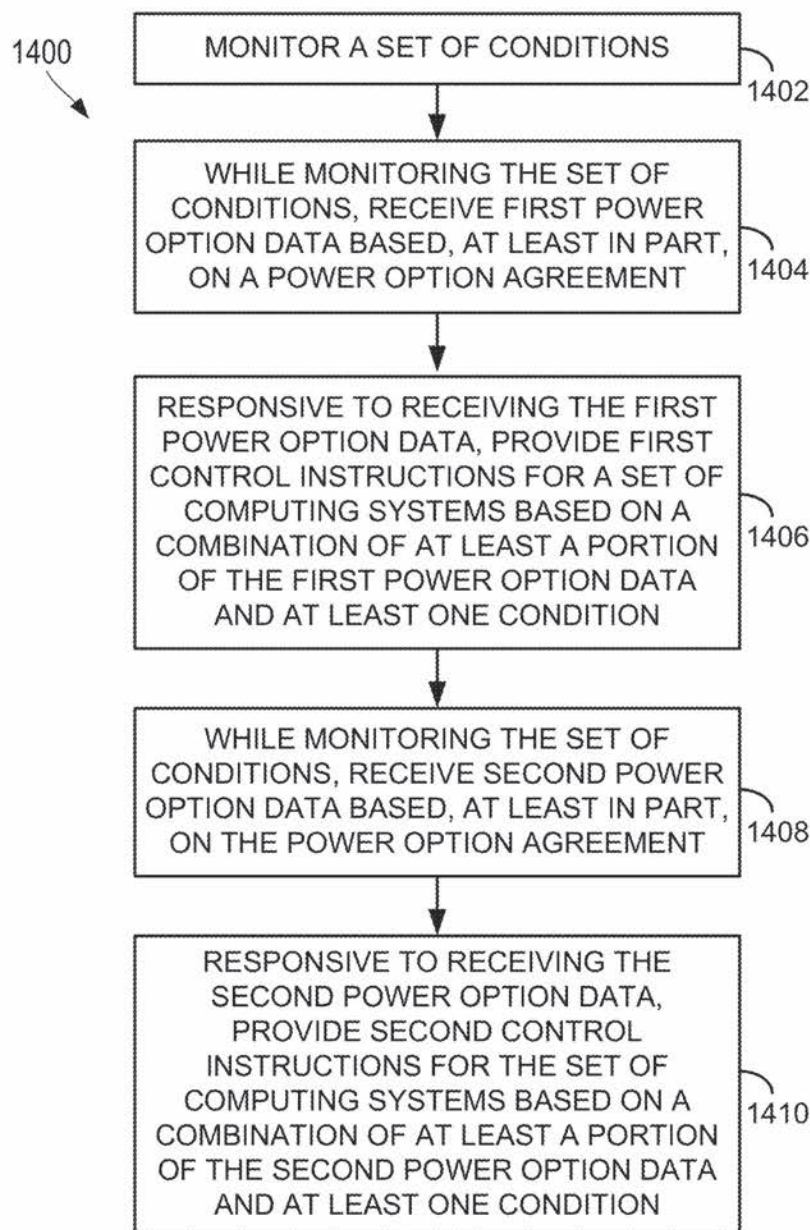 1400
MONITOR A SET OF CONDITIONS
1402
WHILE MONITORING THE SET OF
CONDITIONS, RECEIVE FIRST POWER
OPTION DATA BASED, AT LEAST IN PART,
ON A POWER OPTION AGREEMENT
1404
RESPONSIVE TO RECEIVING THE FIRST
POWER OPTION DATA, PROVIDE FIRST
CONTROL INSTRUCTIONS FOR A SET OF
COMPUTING SYSTEMS BASED ON A
COMBINATION OF AT LEAST A PORTION
OF THE FIRST POWER OPTION DATA
AND AT LEAST ONE CONDITION
1406
WHILE MONITORING THE SET OF
CONDITIONS, RECEIVE SECOND POWER
OPTION DATA BASED, AT LEAST IN PART,
ON THE POWER OPTION AGREEMENT
1408
RESPONSIVE TO RECEIVING THE
SECOND POWER OPTION DATA,
PROVIDE SECOND CONTROL
INSTRUCTIONS FOR THE SET OF
COMPUTING SYSTEMS BASED ON A
COMBINATION OF AT LEAST A PORTION
OF THE SECOND POWER OPTION DATA
AND AT LEAST ONE CONDITION
1410